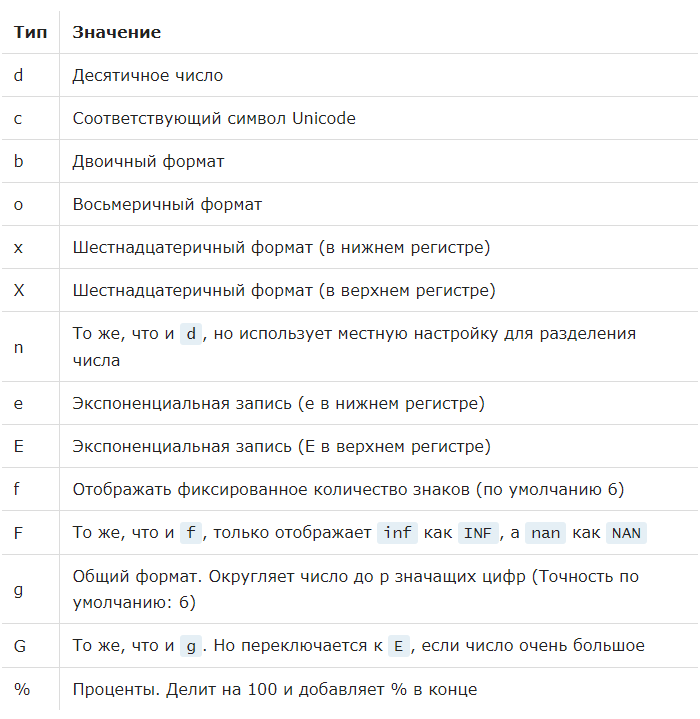 Тип Значение
d Десятичное число
c Соответствующий символ Unicode
b Двоичный формат
o Восьмеричный формат
x Шестнадцатеричный формат (в нижнем регистре)
X Шестнадцатеричный формат (в верхнем регистре)
n То же, что и d, но использует местную настройку для разделения
числа
e Экспоненциальная запись (e в нижнем регистре)
E Экспоненциальная запись (E в верхнем регистре)
f Отображать фиксированное количество знаков (по умолчанию 6)
F То же, что и f, только отображает inf как INF, а nan как NAN
g Общий формат. Округляет число до p значащих цифр (Точность по
умолчанию: 6)
G То же, что и g. Но переключается к E, если число очень большое
% Проценты. Делит на 100 и добавляет % в конце